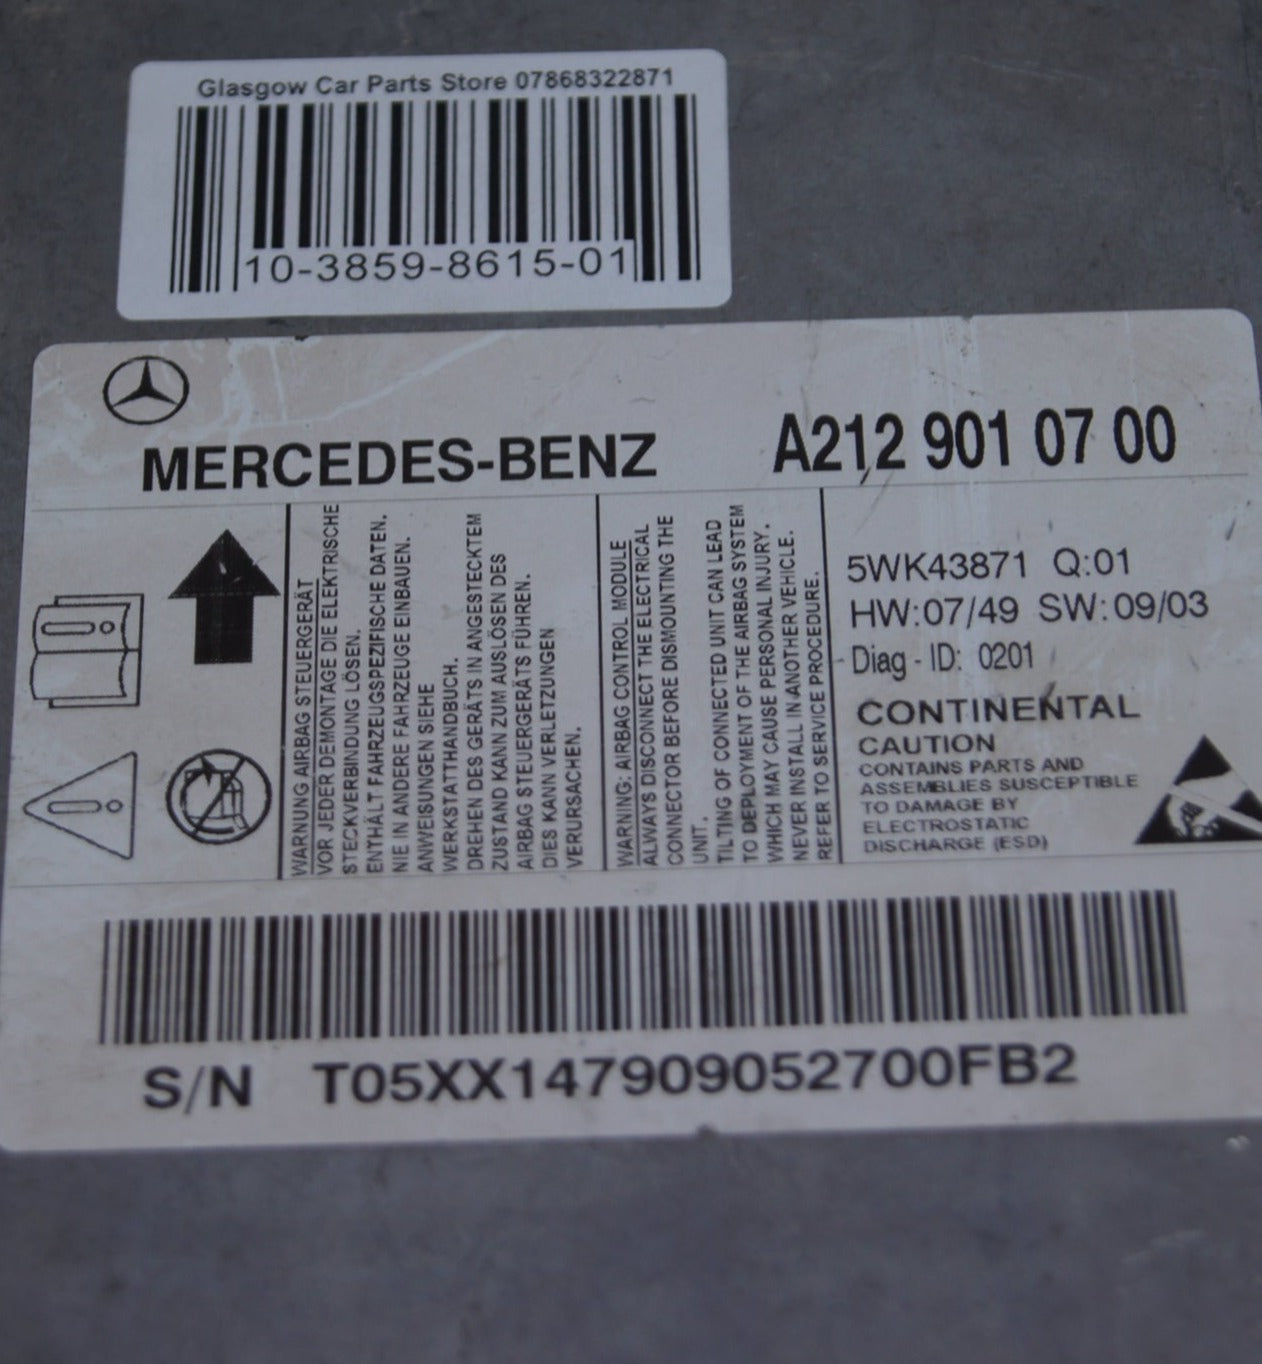 Glasgow Car Parts Store 07868322871
10-3859-8615-01
MERCEDES-BENZ
A212 901 07 00
WARNUNG AIRBAG STEUERGERÄT
VOR JEDER DEMONTAGE DIE ELEKTRISCHE
STECKVERBINDUNG LÖSEN.
ENTHÄLT FAHRZEUGSPEZIFISCHE DATEN.
NIE IN ANDERE FAHRZEUGE EINBAUEN.
ANWEISUNGEN SIEHE
WERKSTATTHANDBUCH.
DREHEN DES GERÄTS IN ANGESTECKTEM
ZUSTAND KANN ZUM AUSLÖSEN DES
AIRBAG STEUERGERÄTS FÜHREN.
DIES KANN VERLETZUNGEN
VERURSACHEN.
WARNING: AIRBAG CONTROL MODULE
ALWAYS DISCONNECT THE ELECTRICAL
CONNECTOR BEFORE DISMOUNTING THE
UNIT.
TILTING OF CONNECTED UNIT CAN LEAD
TO DEPLOYMENT OF THE AIRBAG SYSTEM
WHICH MAY CAUSE PERSONAL INJURY.
NEVER INSTALL IN ANOTHER VEHICLE.
REFER TO SERVICE PROCEDURE.
5WK43871 Q:01
HW:07/49 SW:09/03
Diag - ID: 0201
CONTINENTAL
CAUTION
CONTAINS PARTS AND
ASSEMBLIES SUSCEPTIBLE
TO DAMAGE BY
ELECTROSTATIC
DISCHARGE (ESD)
S/N T05XX147909052700FB2